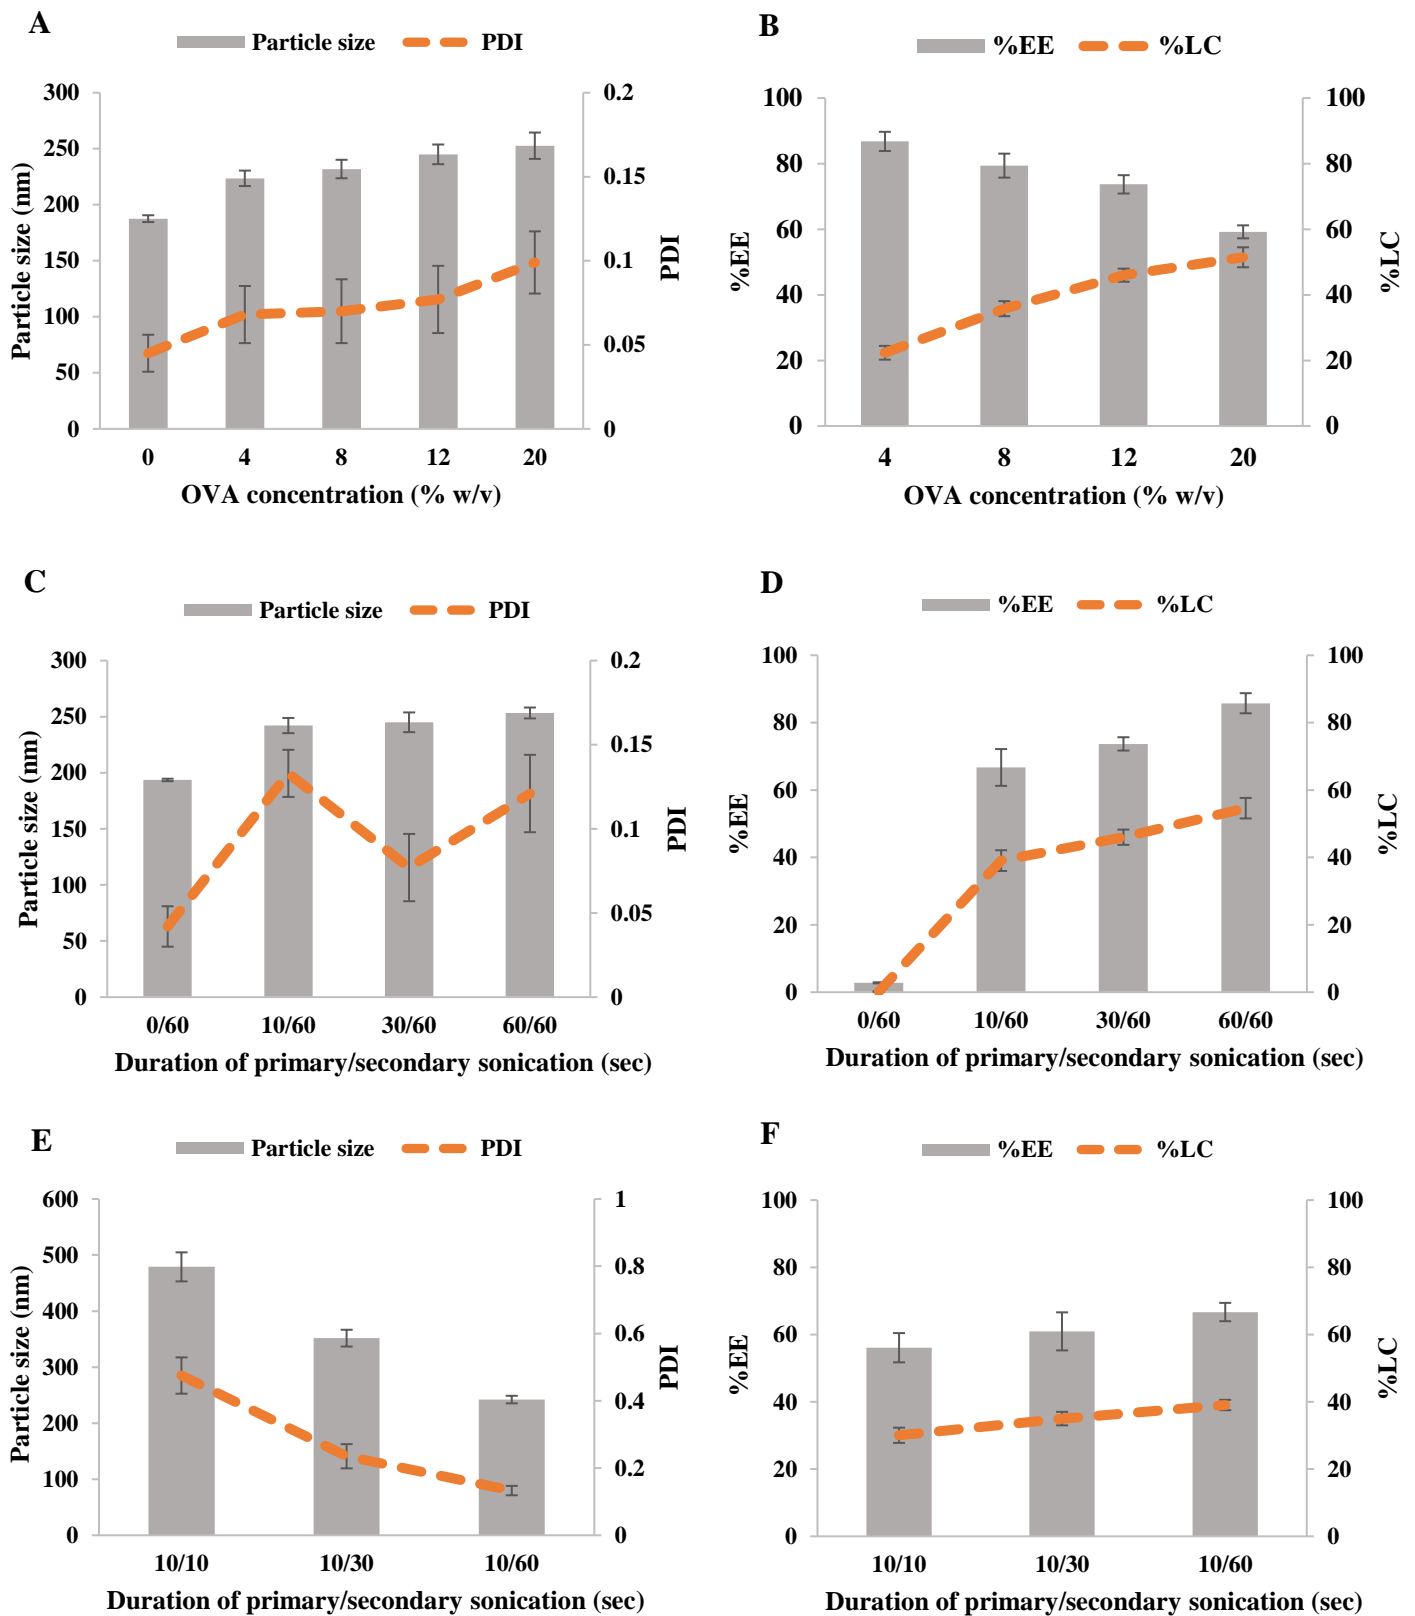 A
Particle size PDI
300 0.2
250
200 0.15
150 0.1
100
50 0.05
0 0
Particle size (nm)
PDI
0 4 8 12 20
OVA concentration (% w/v)
B
%EE %LC
100 100
80 80
60 60
40 40
20 20
0 0
%EE
%LC
4 8 12 20
OVA concentration (% w/v)
C
Particle size PDI
300 0.2
250
200 0.15
150 0.1
100
50 0.05
0 0
Particle size (nm)
PDI
0/60 10/60 30/60 60/60
Duration of primary/secondary sonication (sec)
D
%EE %LC
100 100
80 80
60 60
40 40
20 20
0 0
%EE
%LC
0/60 10/60 30/60 60/60
Duration of primary/secondary sonication (sec)
E
Particle size PDI
600 1
500 0.8
400 0.6
300
200 0.4
100 0.2
0 0
Particle size (nm)
PDI
10/10 10/30 10/60
Duration of primary/secondary sonication (sec)
F
%EE %LC
100 100
80 80
60 60
40 40
20 20
0 0
%EE
%LC
10/10 10/30 10/60
Duration of primary/secondary sonication (sec)